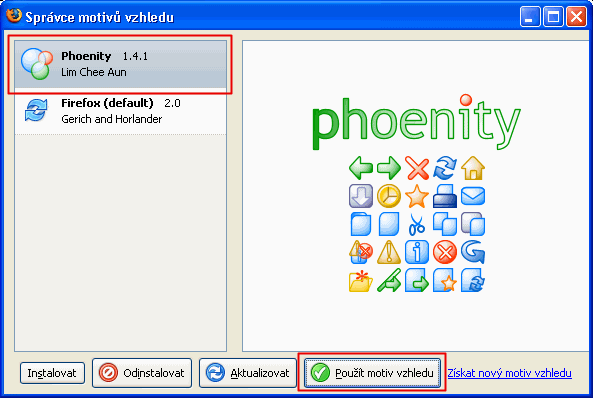 Správce motivů vzhledu
Phoenity 1.4.1
Lim Chee Aun
Firefox (default) 2.0
Gerich and Horlander
phoenity
Instalovat
Odinstalovat
Aktualizovat
Použít motiv vzhledu
Získat nový motiv vzhledu